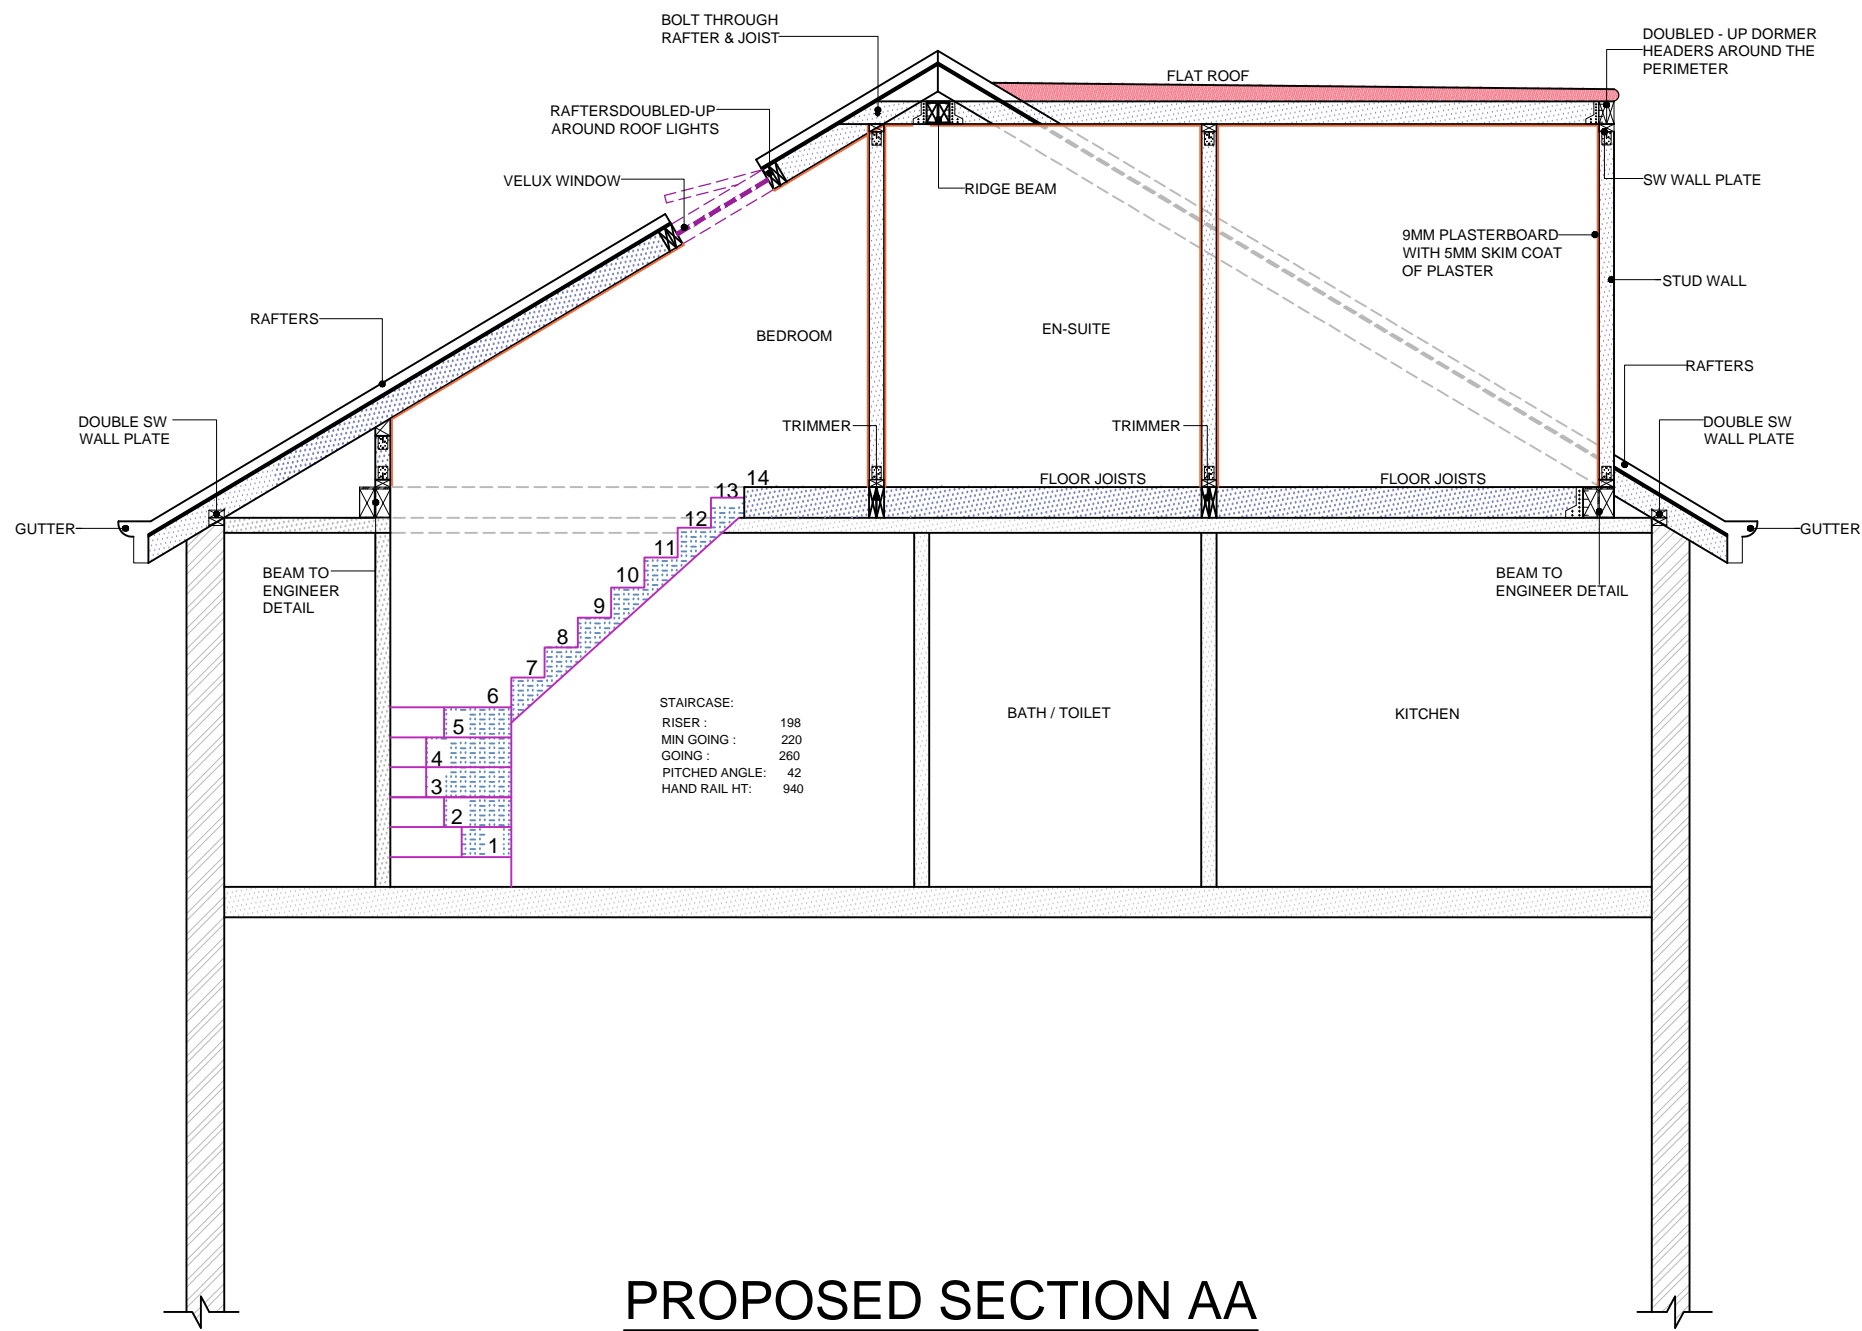 BOLT THROUGH
RAFTER & JOIST
DOUBLED - UP DORMER
HEADERS AROUND THE
PERIMETER
FLAT ROOF
RAFTERSDOUBLED-UP
AROUND ROOF LIGHTS
VELUX WINDOW
RIDGE BEAM
SW WALL PLATE
9MM PLASTERBOARD
WITH 5MM SKIM COAT
OF PLASTER
STUD WALL
RAFTERS
BEDROOM
EN-SUITE
RAFTERS
DOUBLE SW
WALL PLATE
TRIMMER
TRIMMER
DOUBLE SW
WALL PLATE
FLOOR JOISTS
FLOOR JOISTS
14
13
12
11
10
9
8
7
6
5
4
3
2
1
GUTTER
GUTTER
BEAM TO
ENGINEER
DETAIL
BEAM TO
ENGINEER DETAIL
STAIRCASE:
RISER : 198
MIN GOING : 220
GOING : 260
PITCHED ANGLE: 42
HAND RAIL HT: 940
BATH / TOILET
KITCHEN
PROPOSED SECTION AA